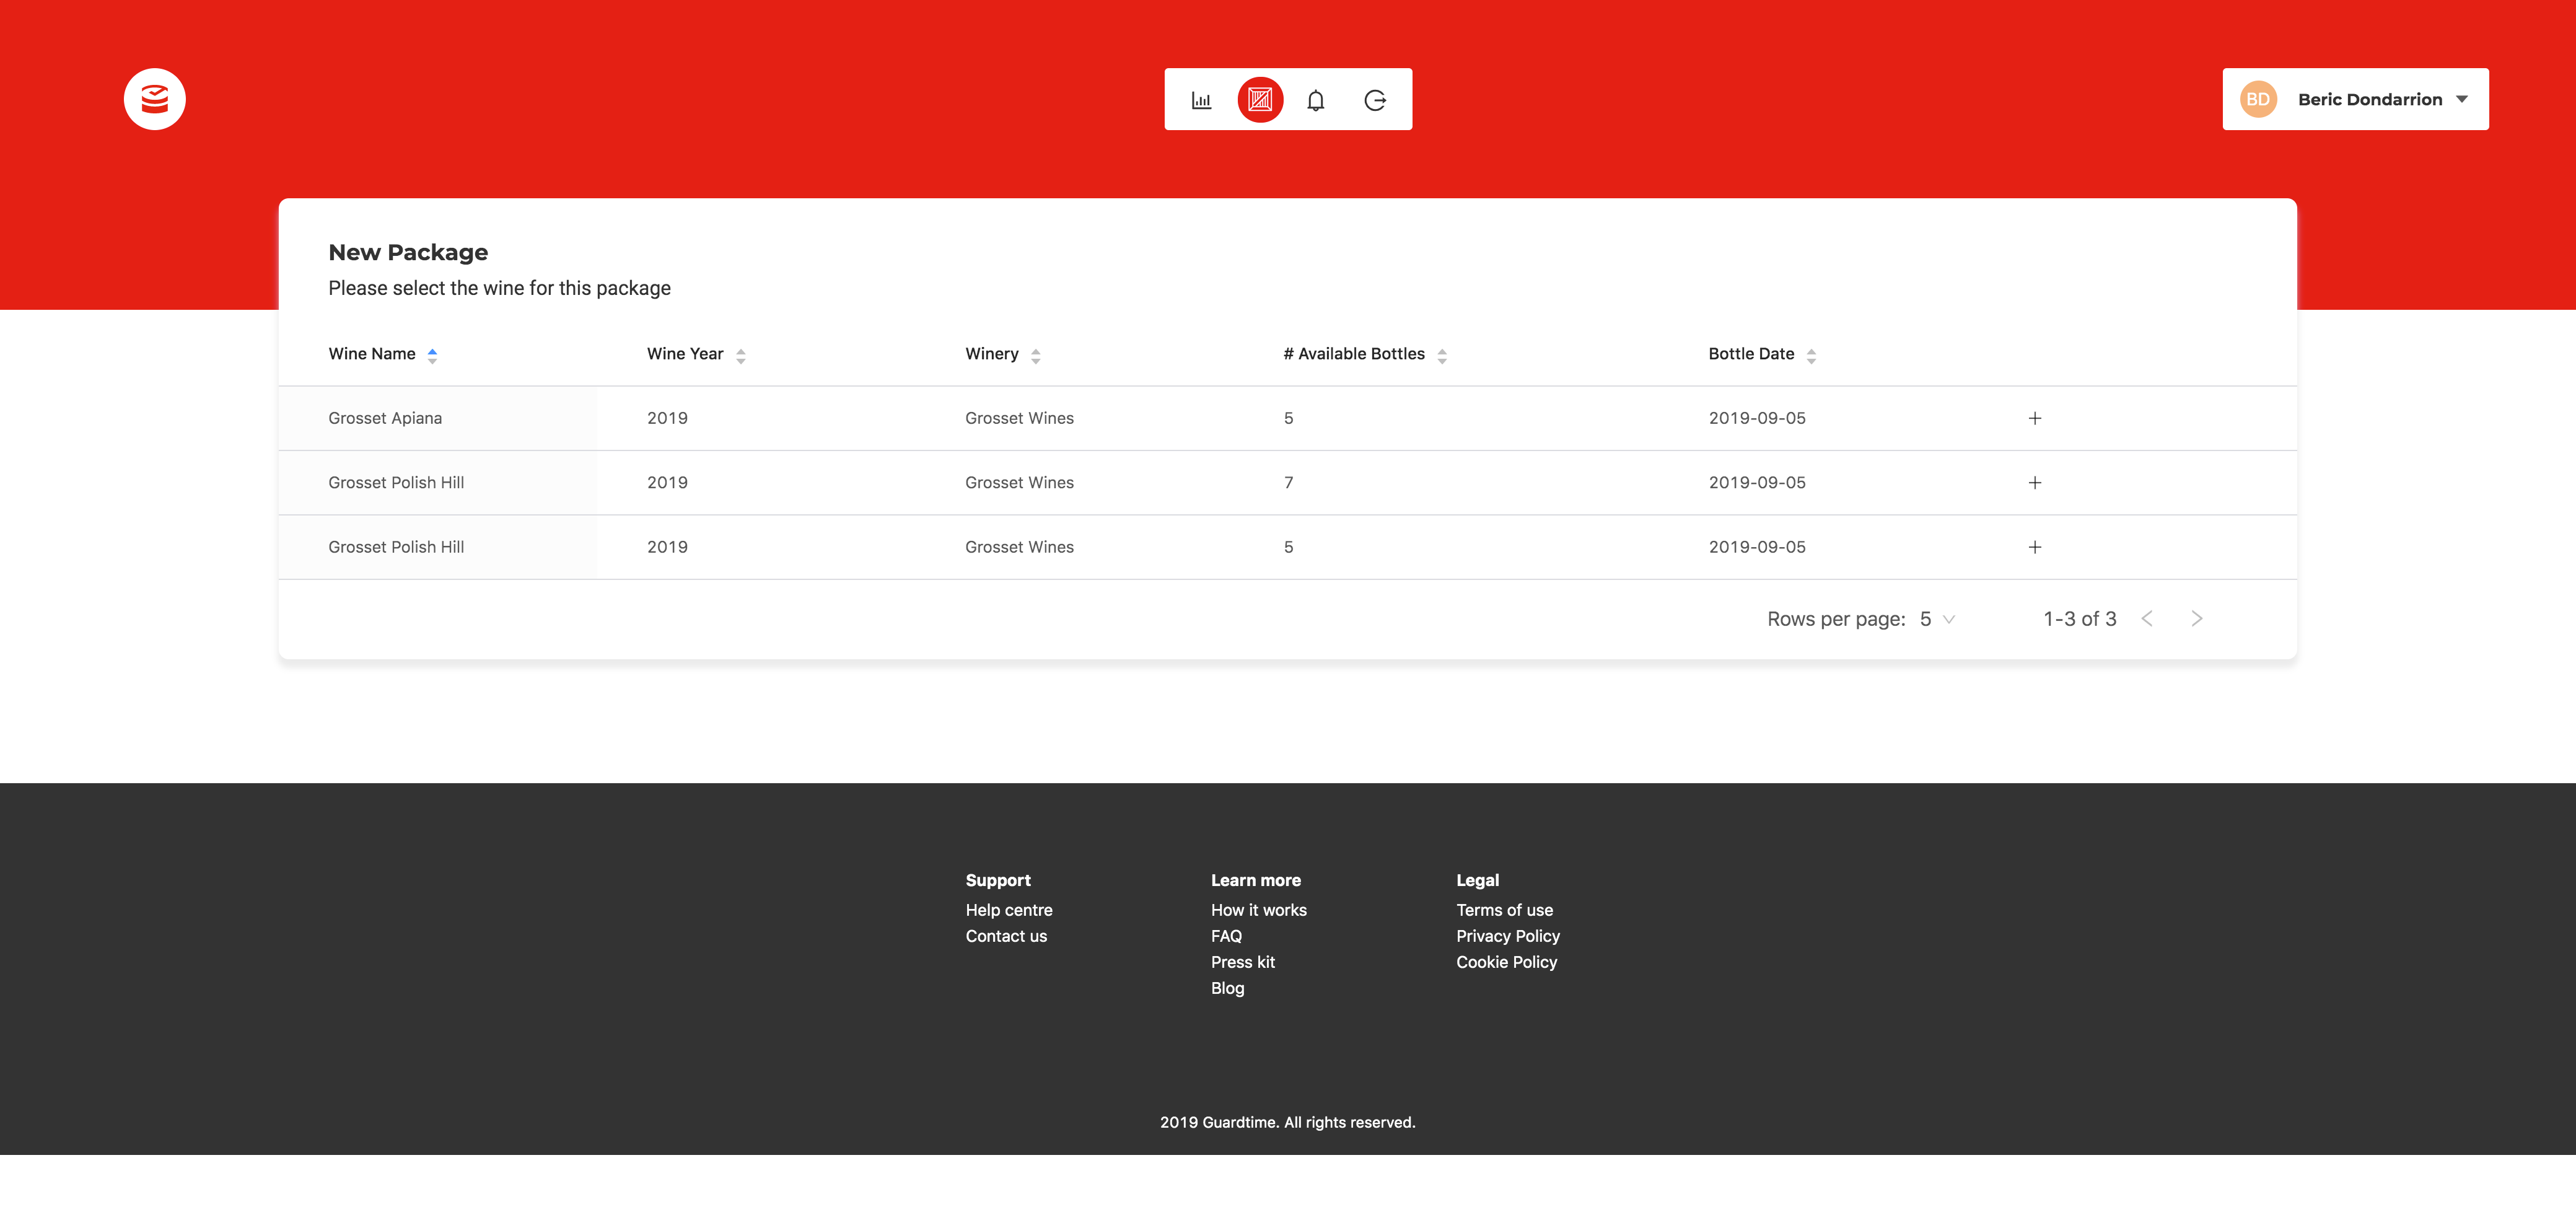 BD Beric Dondarrion
New Package
Please select the wine for this package
Wine Name Wine Year Winery # Available Bottles Bottle Date
Grosset Apiana 2019 Grosset Wines 5 2019-09-05 +
Grosset Polish Hill 2019 Grosset Wines 7 2019-09-05 +
Grosset Polish Hill 2019 Grosset Wines 5 2019-09-05 +
Rows per page: 5 1-3 of 3
Support
Help centre
Contact us
Learn more
How it works
FAQ
Press kit
Blog
Legal
Terms of use
Privacy Policy
Cookie Policy
2019 Guardtime. All rights reserved.